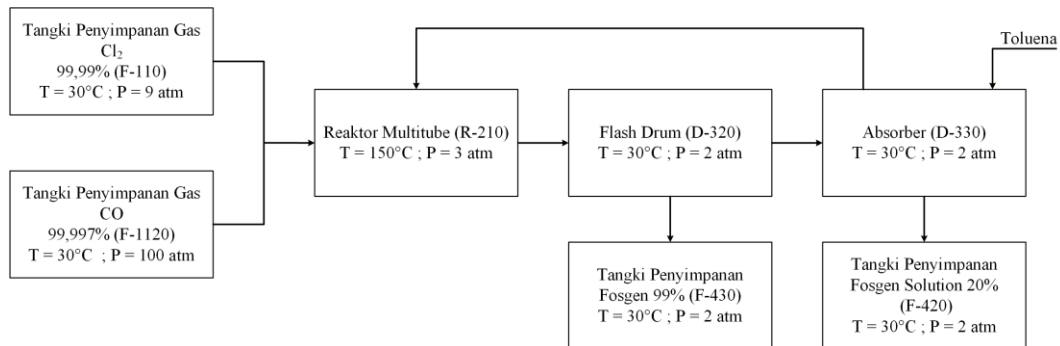 Tangki Penyimpanan Gas
Cl₂
99,99% (F-110)
T = 30°C ; P = 9 atm
Tangki Penyimpanan Gas
CO
99,997% (F-1120)
T = 30°C ; P = 100 atm
Reaktor Multitube (R-210)
T = 150°C ; P = 3 atm
Flash Drum (D-320)
T = 30°C ; P = 2 atm
Toluena
Absorber (D-330)
T = 30°C ; P = 2 atm
Tangki Penyimpanan
Fosgen 99% (F-430)
T = 30°C ; P = 2 atm
Tangki Penyimpanan
Fosgen Solution 20%
(F-420)
T = 30°C ; P = 2 atm